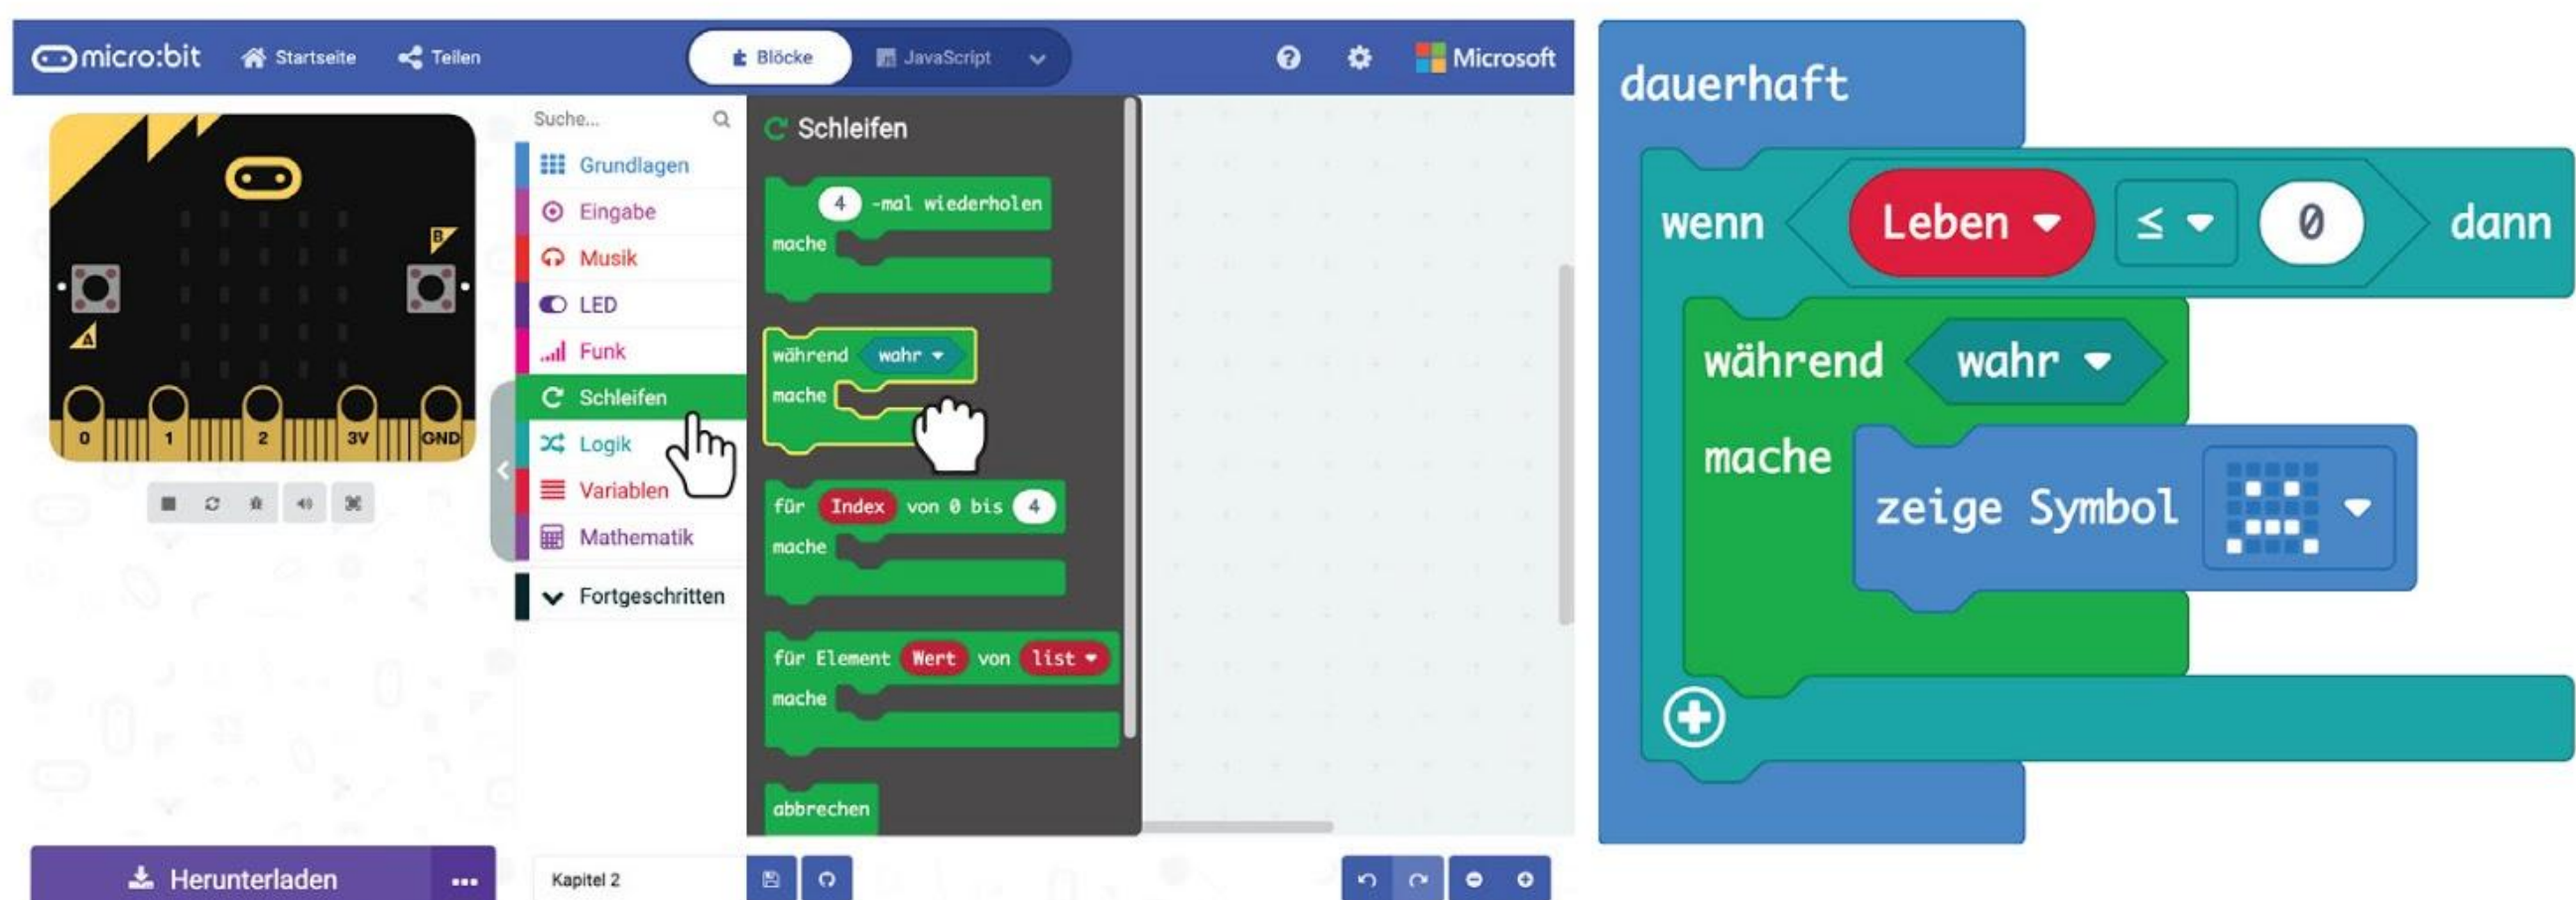 micro:bit Startseite Teilen Blöcke JavaScript Microsoft
B
A
0 1 2 3V GND
Herunterladen ...
Suche...
Grundlagen
Eingabe
Musik
LED
Funk
Schleifen
Logik
Variablen
Mathematik
Fortgeschritten
Kapitel 2
Schleifen
4 -mal wiederholen
mache
während wahr
mache
für Index von 0 bis 4
mache
für Element Wert von list
mache
abbrechen
dauerhaft
wenn Leben ≤ 0 dann
während wahr
mache
zeige Symbol